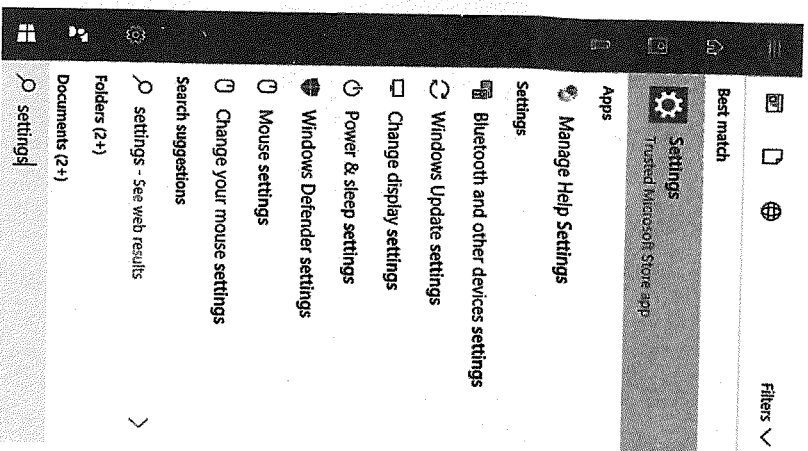 Filters
Best match
Settings
Trusted Microsoft Store app
Apps
Manage Help Settings
Settings
Bluetooth and other devices settings
Windows Update settings
Change display settings
Power & sleep settings
Windows Defender settings
Mouse settings
Change your mouse settings
Search suggestions
settings - See web results
Folders (2+)
Documents (2+)
settings